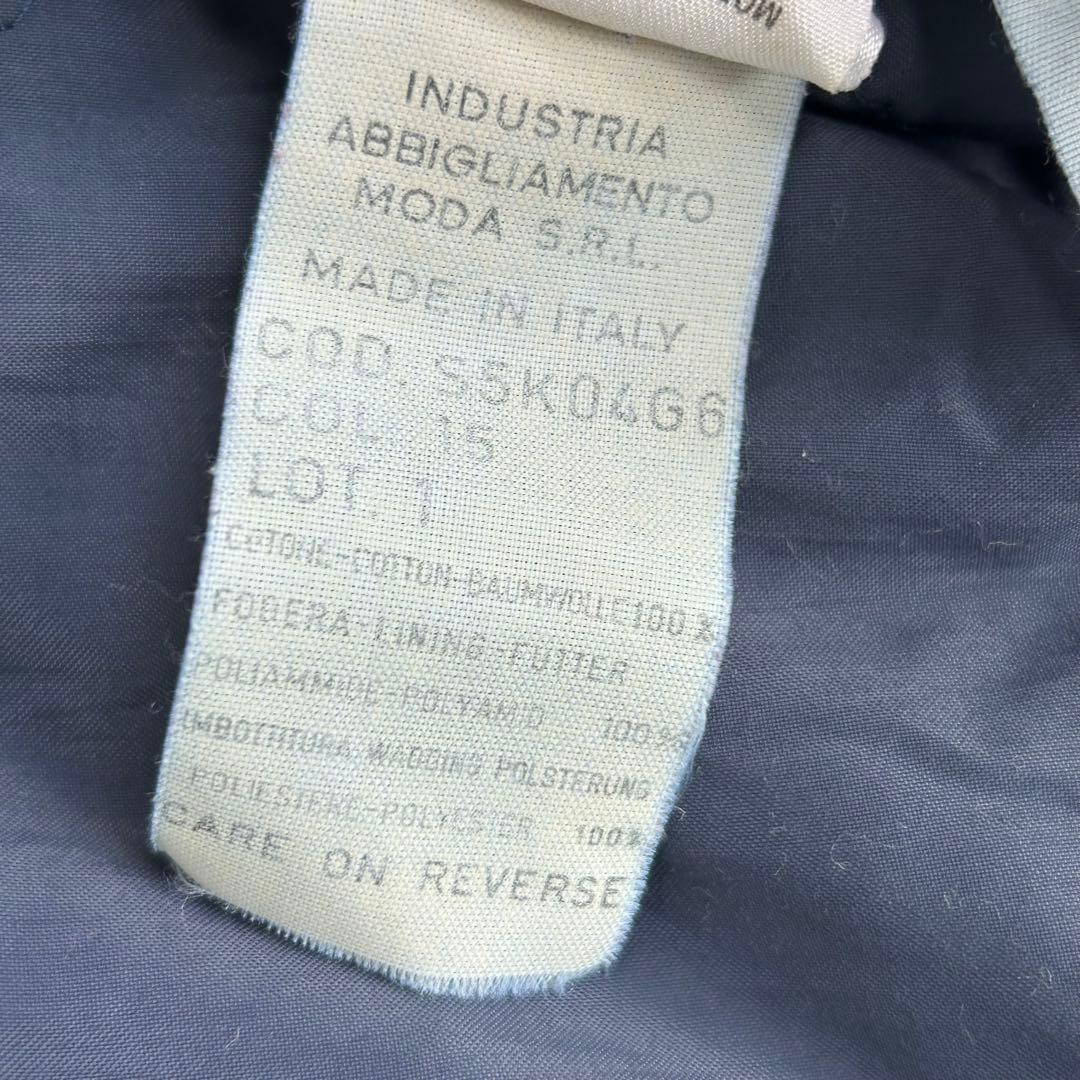 INDUSTRIA
ABBIGLIAMENTO
MODA S.R.L.
MADE IN ITALY
COD. S5K04G6
COL. 15
LOT. 1
COTONE-COTTON-BAUMWOLLE 100%
FODERA-LINING-FUTTER
POLIAMMIDE-POLYAMID 100%
IMBOTTITURA WADDING POLSTERUNG
POLIESTERE-POLYESTER 100%
CARE ON REVERSE